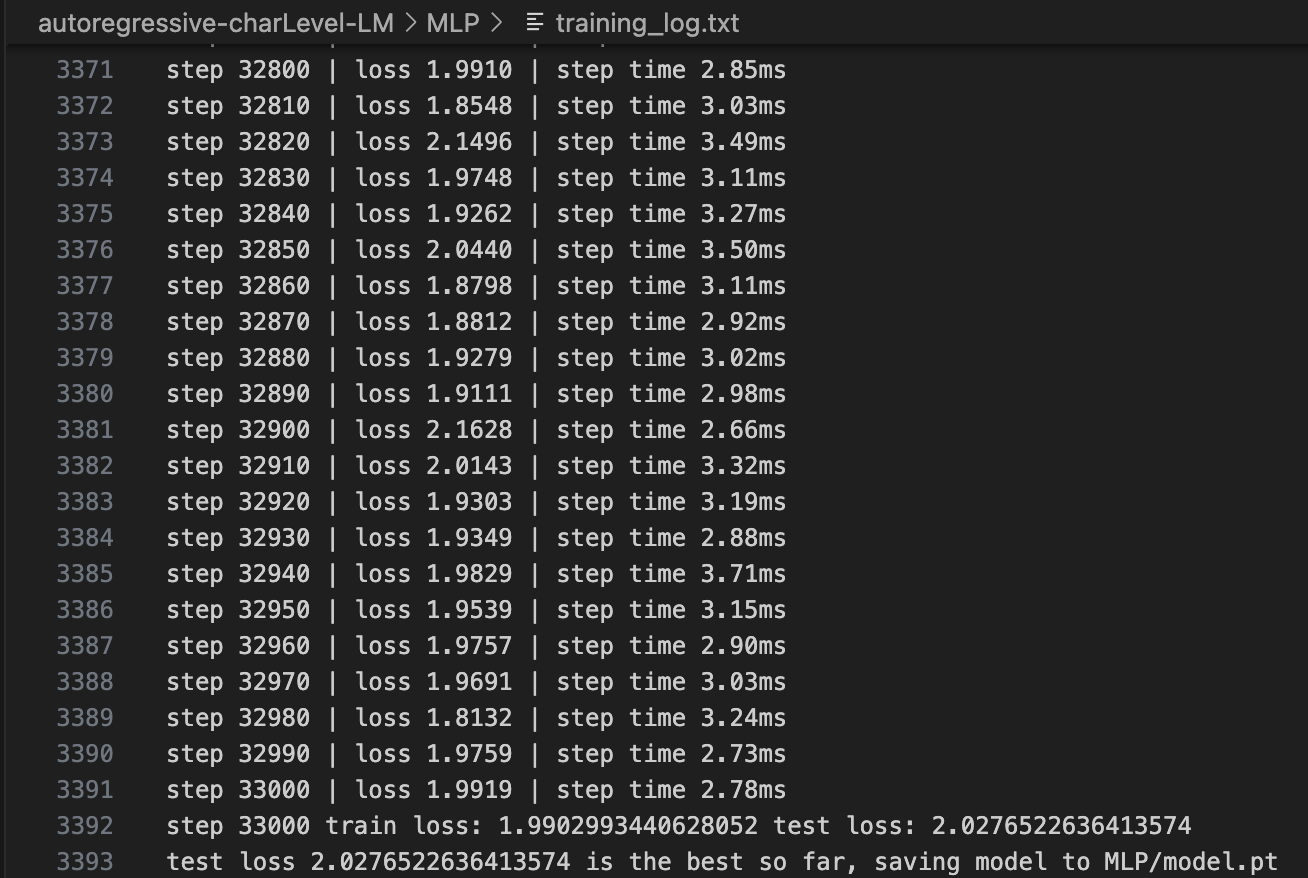 autoregressive-charLevel-LM > MLP > training_log.txt
3371 step 32800 | loss 1.9910 | step time 2.85ms
3372 step 32810 | loss 1.8548 | step time 3.03ms
3373 step 32820 | loss 2.1496 | step time 3.49ms
3374 step 32830 | loss 1.9748 | step time 3.11ms
3375 step 32840 | loss 1.9262 | step time 3.27ms
3376 step 32850 | loss 2.0440 | step time 3.50ms
3377 step 32860 | loss 1.8798 | step time 3.11ms
3378 step 32870 | loss 1.8812 | step time 2.92ms
3379 step 32880 | loss 1.9279 | step time 3.02ms
3380 step 32890 | loss 1.9111 | step time 2.98ms
3381 step 32900 | loss 2.1628 | step time 2.66ms
3382 step 32910 | loss 2.0143 | step time 3.32ms
3383 step 32920 | loss 1.9303 | step time 3.19ms
3384 step 32930 | loss 1.9349 | step time 2.88ms
3385 step 32940 | loss 1.9829 | step time 3.71ms
3386 step 32950 | loss 1.9539 | step time 3.15ms
3387 step 32960 | loss 1.9757 | step time 2.90ms
3388 step 32970 | loss 1.9691 | step time 3.03ms
3389 step 32980 | loss 1.8132 | step time 3.24ms
3390 step 32990 | loss 1.9759 | step time 2.73ms
3391 step 33000 | loss 1.9919 | step time 2.78ms
3392 step 33000 train loss: 1.9902993440628052 test loss: 2.0276522636413574
3393 test loss 2.0276522636413574 is the best so far, saving model to MLP/model.pt